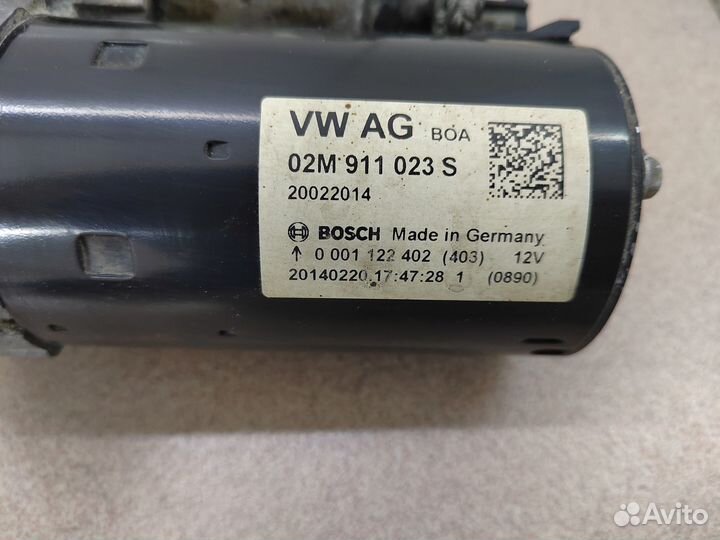 VW AG BOA
02M 911 023 S
20022014
BOSCH Made in Germany
↑ 0 001 122 402 (403) 12V
20140220.17:47:28 1 (0890)
Avito